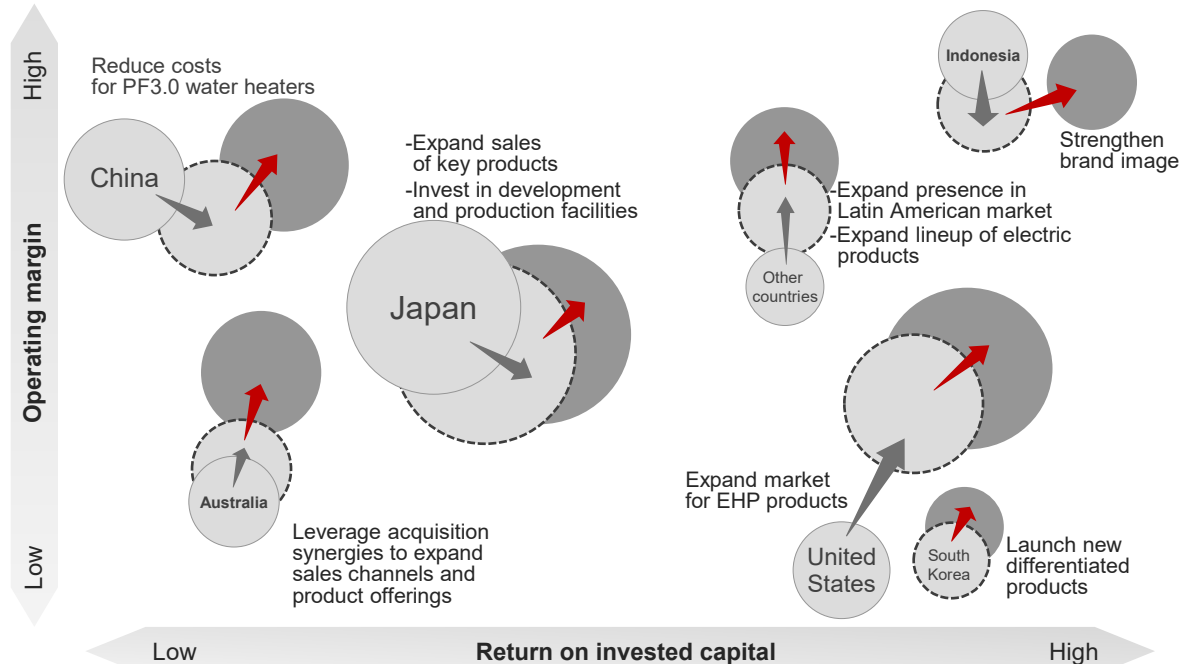 High
Operating margin
Low
Reduce costs
for PF3.0 water heaters
China
-Expand sales
of key products
-Invest in development
and production facilities
Japan
Australia
Leverage acquisition
synergies to expand
sales channels and
product offerings
Indonesia
Strengthen
brand image
-Expand presence in
Latin American market
-Expand lineup of electric
products
Other
countries
Expand market
for EHP products
United
States
South
Korea
Launch new
differentiated
products
Low
Return on invested capital
High